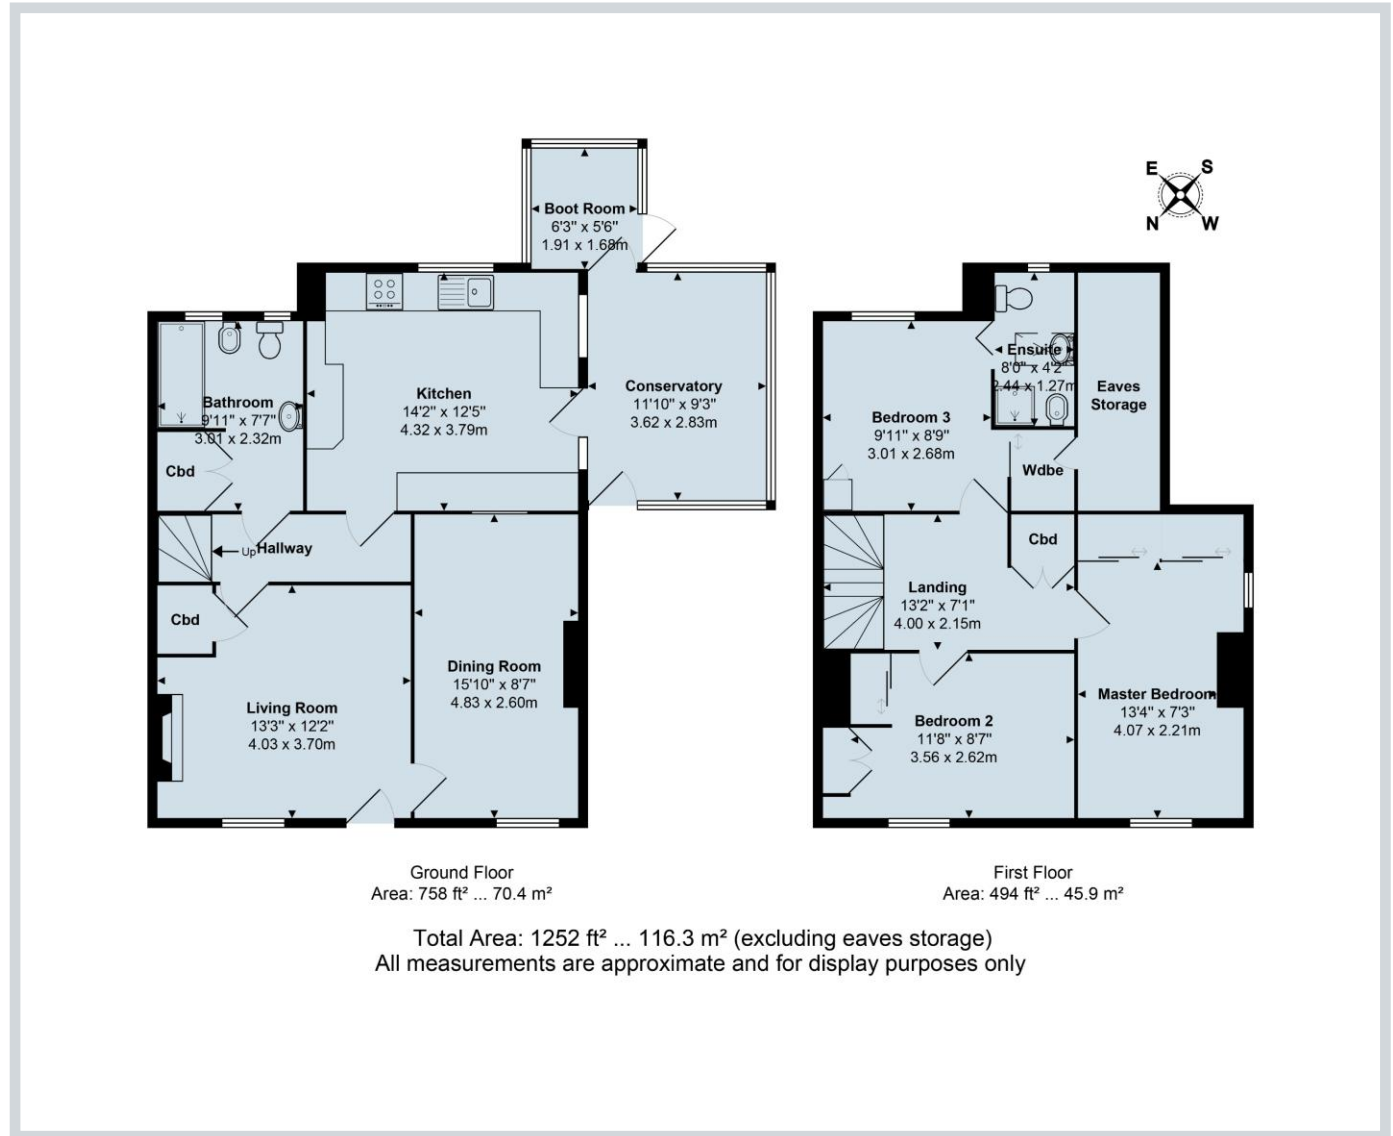 E S
N W
Boot Room
6'3" x 5'6"
1.91 x 1.68m
Kitchen
14'2" x 12'5"
4.32 x 3.79m
Conservatory
11'10" x 9'3"
3.62 x 2.83m
Bathroom
9'11" x 7'7"
3.01 x 2.32m
Cbd
Up
Hallway
Cbd
Living Room
13'3" x 12'2"
4.03 x 3.70m
Dining Room
15'10" x 8'7"
4.83 x 2.60m
Ground Floor
Area: 758 ft² ... 70.4 m²
Ensuite
8'0" x 4'2"
2.44 x 1.27m
Eaves
Storage
Bedroom 3
9'11" x 8'9"
3.01 x 2.68m
Wdbe
Cbd
Landing
13'2" x 7'1"
4.00 x 2.15m
Master Bedroom
13'4" x 7'3"
4.07 x 2.21m
Bedroom 2
11'8" x 8'7"
3.56 x 2.62m
First Floor
Area: 494 ft² ... 45.9 m²
Total Area: 1252 ft² ... 116.3 m² (excluding eaves storage)
All measurements are approximate and for display purposes only